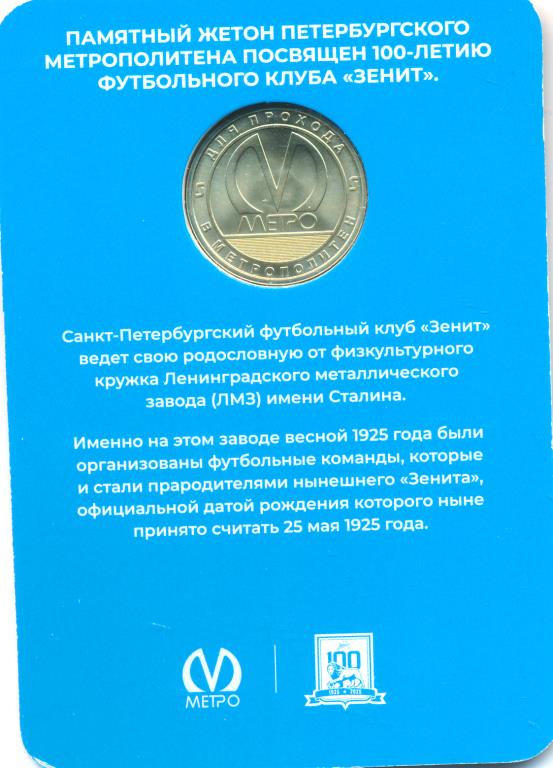 ПАМЯТНЫЙ ЖЕТОН ПЕТЕРБУРГСКОГО
МЕТРОПОЛИТЕНА ПОСВЯЩЕН 100-ЛЕТИЮ
ФУТБОЛЬНОГО КЛУБА «ЗЕНИТ».
ДЛЯ ПРОХОДА
МЕТРО
В МЕТРОПОЛИТЕН
Санкт-Петербургский футбольный клуб «Зенит»
ведет свою родословную от физкультурного
кружка Ленинградского металлического
завода (ЛМЗ) имени Сталина.
Именно на этом заводе весной 1925 года были
организованы футбольные команды, которые
и стали прародителями нынешнего «Зенита»,
официальной датой рождения которого ныне
принято считать 25 мая 1925 года.
МЕТРО
100
1925 • 2025